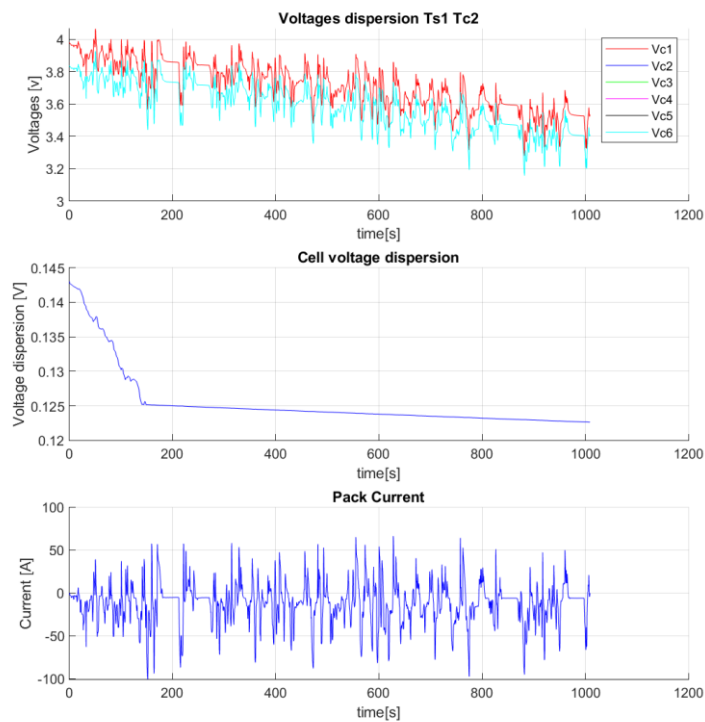 Voltages dispersion Ts1 Tc2
Voltages [v]
4
3.8
3.6
3.4
3.2
3
0 200 400 600 800 1000 1200
time[s]
Vc1
Vc2
Vc3
Vc4
Vc5
Vc6
Cell voltage dispersion
Voltage dispersion [V]
0.145
0.14
0.135
0.13
0.125
0.12
0 200 400 600 800 1000 1200
time[s]
Pack Current
Current [A]
100
50
0
-50
-100
0 200 400 600 800 1000 1200
time[s]